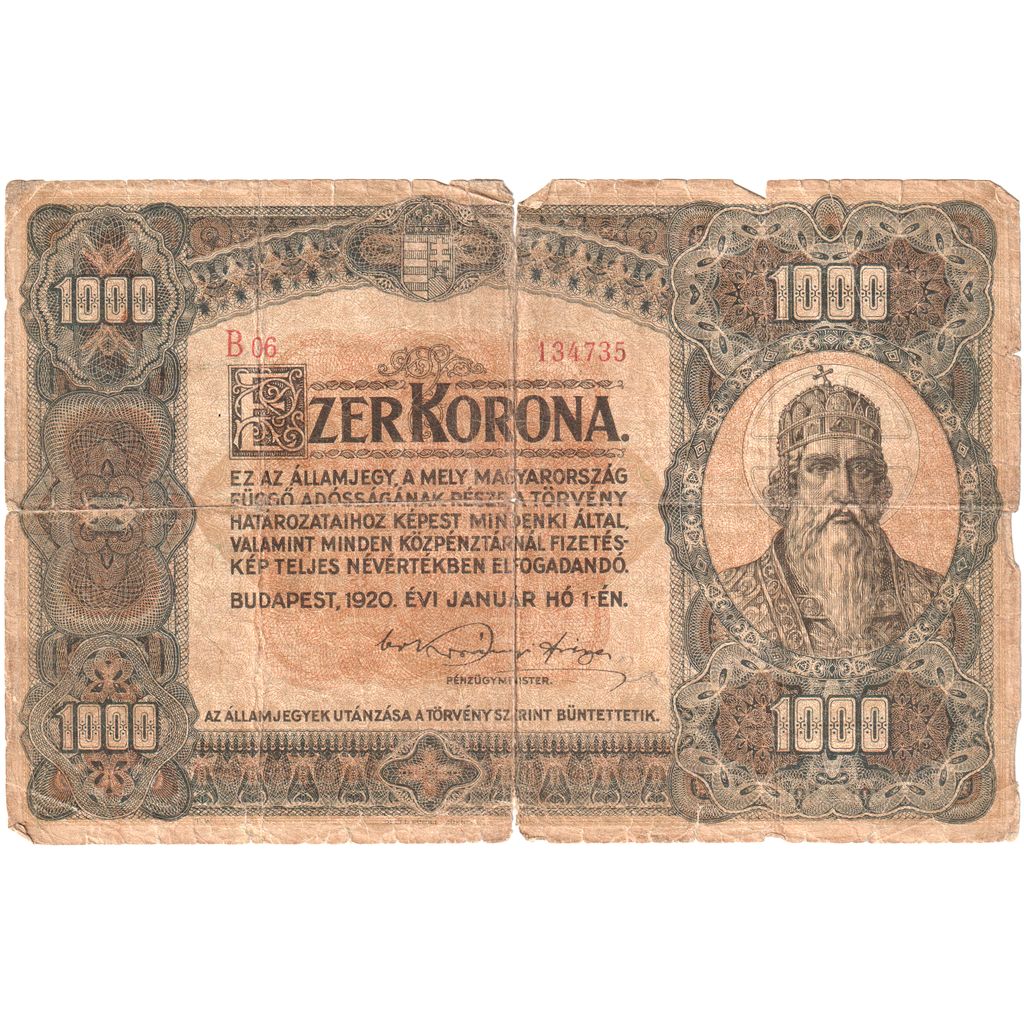 1000
1000
B 06
134735
EZER KORONA.
EZ AZ ÁLLAMJEGY, A MELY MAGYARORSZÁG
FÜGGŐ ADÓSSÁGÁNAK RÉSZE, A TÖRVÉNY
HATÁROZATAIHOZ KÉPEST MINDENKI ÁLTAL,
VALAMINT MINDEN KÖZPÉNZTÁRNÁL FIZETÉS-
KÉP TELJES NÉVÉRTÉKBEN ELFOGADANDÓ.
BUDAPEST, 1920. ÉVI JANUÁR HÓ 1-ÉN.
PÉNZÜGYMINISTER.
AZ ÁLLAMJEGYEK UTÁNZÁSA A TÖRVÉNY SZERINT BÜNTETTETIK.
1000
1000